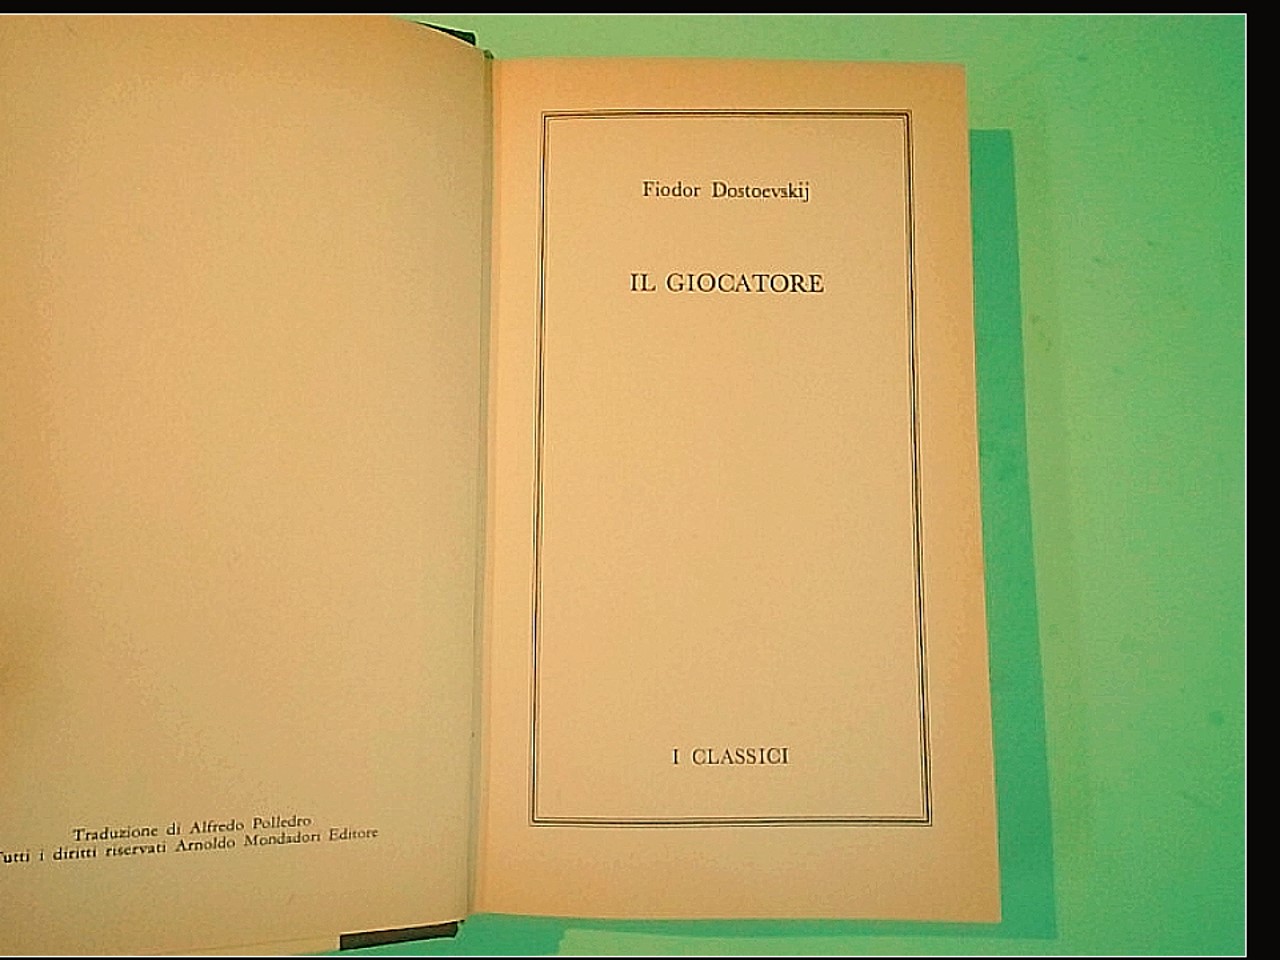 Traduzione di Alfredo Polledro
Tutti i diritti riservati Arnoldo Mondadori Editore
Fiodor Dostoevskij
IL GIOCATORE
I CLASSICI